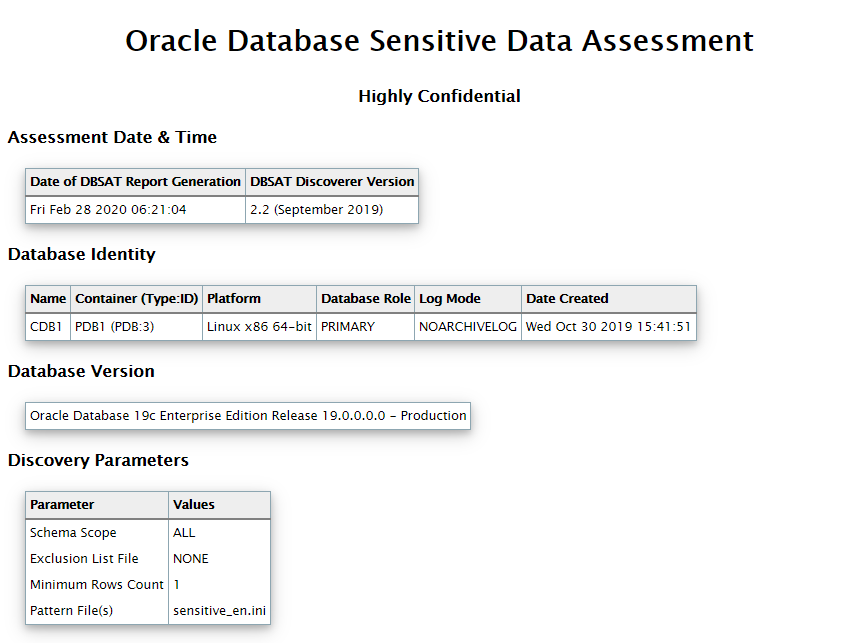 Oracle Database Sensitive Data Assessment
Highly Confidential
Assessment Date & Time
Date of DBSAT Report Generation DBSAT Discoverer Version
Fri Feb 28 2020 06:21:04 2.2 (September 2019)
Database Identity
Name Container (Type:ID) Platform Database Role Log Mode Date Created
CDB1 PDB1 (PDB:3) Linux x86 64-bit PRIMARY NOARCHIVELOG Wed Oct 30 2019 15:41:51
Database Version
Oracle Database 19c Enterprise Edition Release 19.0.0.0.0 - Production
Discovery Parameters
Parameter Values
Schema Scope ALL
Exclusion List File NONE
Minimum Rows Count 1
Pattern File(s) sensitive_en.ini